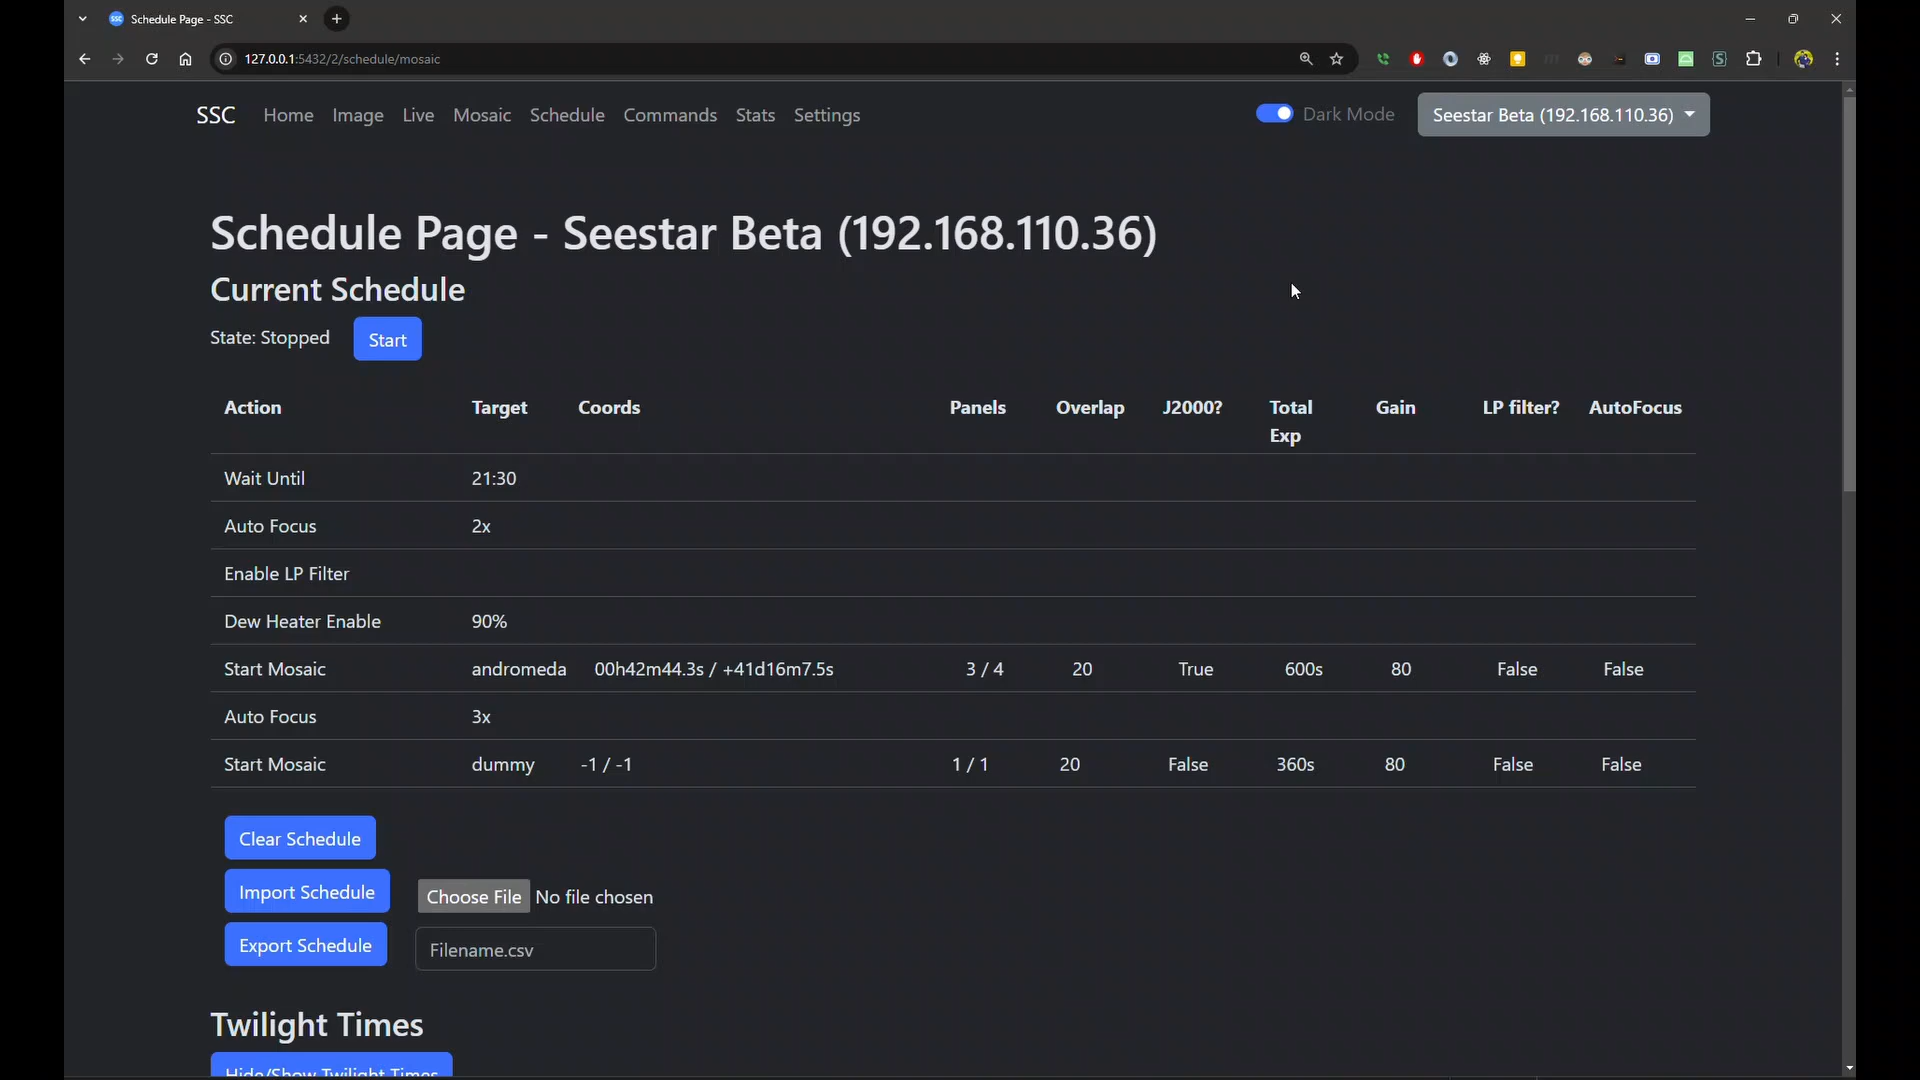 Schedule Page - SSC
127.0.0.1:5432/2/schedule/mosaic
SSC Home Image Live Mosaic Schedule Commands Stats Settings Dark Mode Seestar Beta (192.168.110.36)
Schedule Page - Seestar Beta (192.168.110.36)
Current Schedule
State: Stopped Start
Action Target Coords Panels Overlap J2000? Total Exp Gain LP filter? AutoFocus
Wait Until 21:30
Auto Focus 2x
Enable LP Filter
Dew Heater Enable 90%
Start Mosaic andromeda 00h42m44.3s / +41d16m7.5s 3 / 4 20 True 600s 80 False False
Auto Focus 3x
Start Mosaic dummy -1 / -1 1 / 1 20 False 360s 80 False False
Clear Schedule
Import Schedule Choose File No file chosen
Export Schedule Filename.csv
Twilight Times
Hide/Show Twilight Times